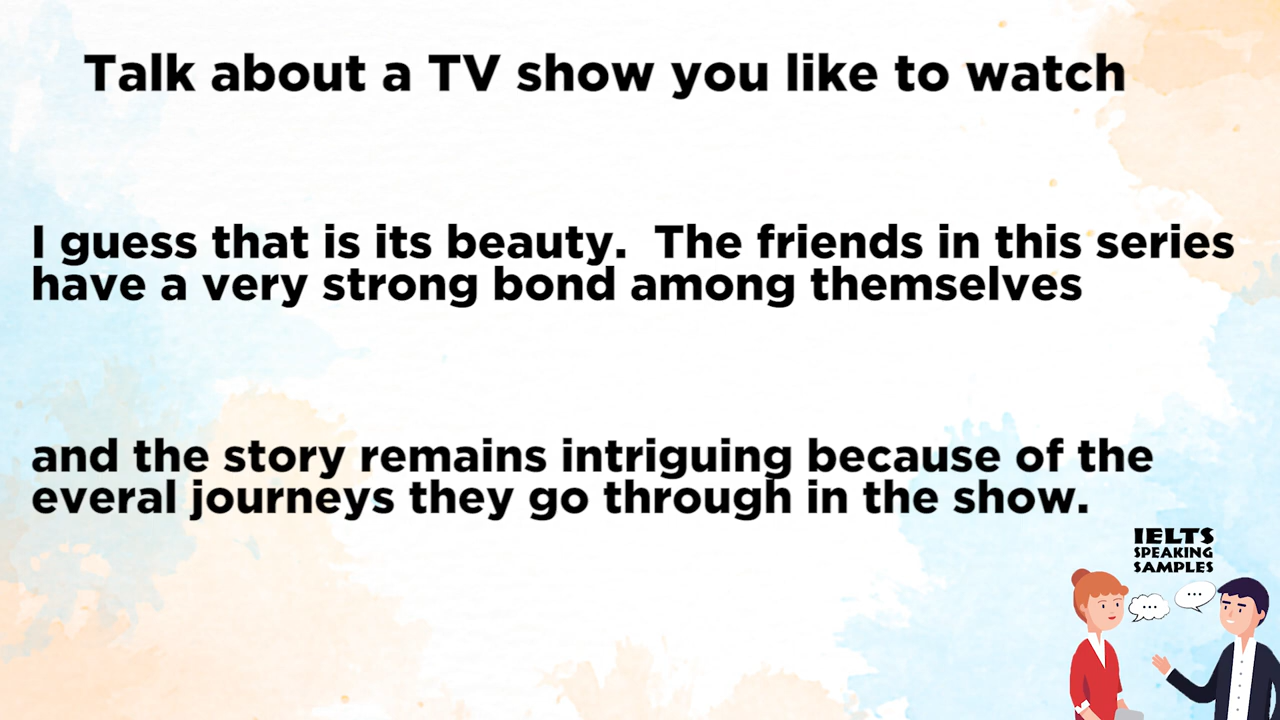 Talk about a TV show you like to watch
I guess that is its beauty.  The friends in this series
have a very strong bond among themselves
and the story remains intriguing because of the
everal journeys they go through in the show.
IELTS
SPEAKING
SAMPLES